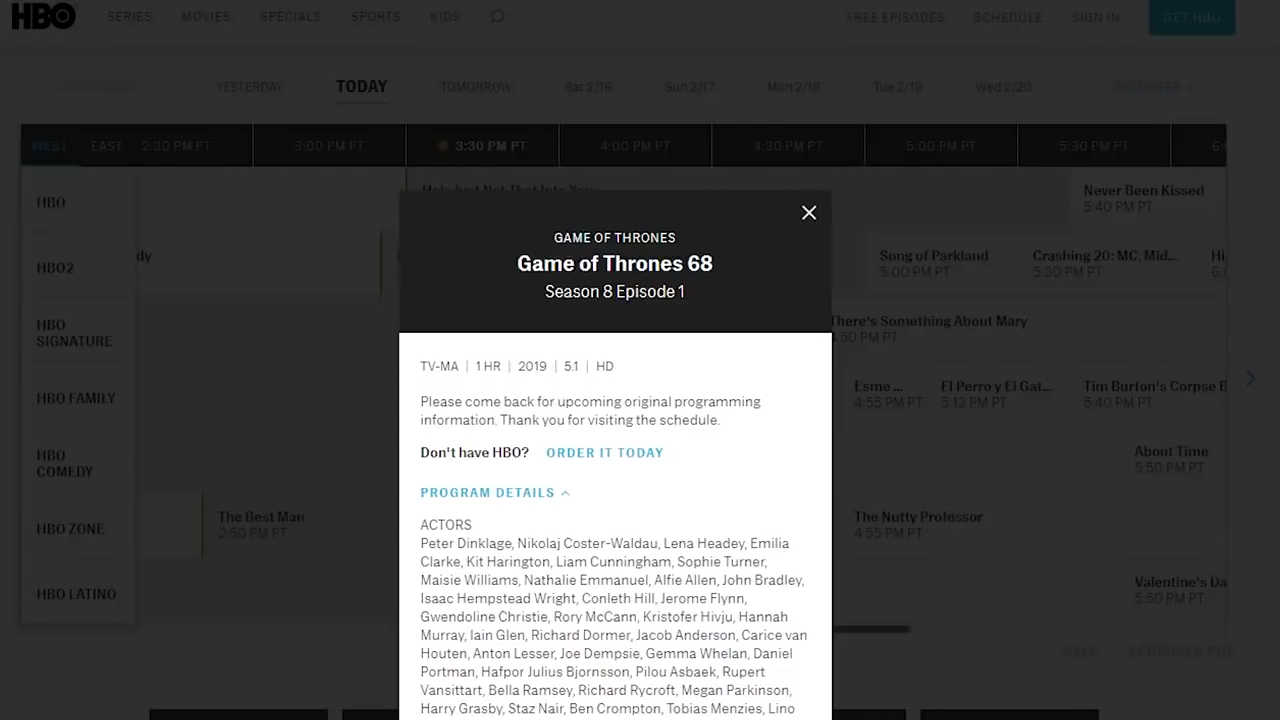 HBO SERIES MOVIES SPECIALS SPORTS KIDS FREE EPISODES SCHEDULE SIGN IN GET HBO
YESTERDAY TODAY TOMORROW Sat 2/16 Sun 2/17 Mon 2/18 Tue 2/19 Wed 2/20
WEST EAST 2:30 PM PT 3:00 PM PT 3:30 PM PT 4:00 PM PT 4:30 PM PT 5:00 PM PT 5:30 PM PT
HBO
Never Been Kissed
5:40 PM PT
HBO2
dy
Song of Parkland
5:00 PM PT
Crashing 20: MC, Mid...
5:30 PM PT
HBO
SIGNATURE
There's Something About Mary
:50 PM PT
HBO FAMILY
Esme ...
4:55 PM PT
El Perro y El Gat...
5:12 PM PT
Tim Burton's Corpse B
5:40 PM PT
HBO
COMEDY
About Time
5:50 PM PT
HBO ZONE
The Best Man
2:50 PM PT
The Nutty Professor
4:55 PM PT
HBO LATINO
Valentine's Da
5:50 PM PT
GAME OF THRONES
Game of Thrones 68
Season 8 Episode 1
TV-MA | 1 HR | 2019 | 5.1 | HD
Please come back for upcoming original programming
information. Thank you for visiting the schedule.
Don't have HBO? ORDER IT TODAY
PROGRAM DETAILS
ACTORS
Peter Dinklage, Nikolaj Coster-Waldau, Lena Headey, Emilia
Clarke, Kit Harington, Liam Cunningham, Sophie Turner,
Maisie Williams, Nathalie Emmanuel, Alfie Allen, John Bradley,
Isaac Hempstead Wright, Conleth Hill, Jerome Flynn,
Gwendoline Christie, Rory McCann, Kristofer Hivju, Hannah
Murray, Iain Glen, Richard Dormer, Jacob Anderson, Carice van
Houten, Anton Lesser, Joe Dempsie, Gemma Whelan, Daniel
Portman, Hafpor Julius Bjornsson, Pilou Asbaek, Rupert
Vansittart, Bella Ramsey, Richard Rycroft, Megan Parkinson,
Harry Grasby, Staz Nair, Ben Crompton, Tobias Menzies, Lino